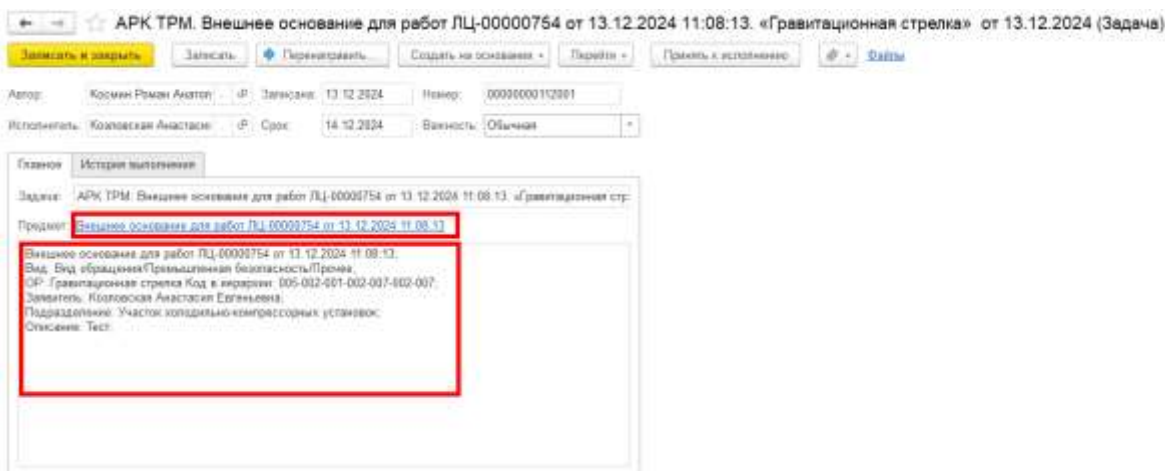 АРК ТРМ. Внешнее основание для работ ЛЦ-00000754 от 13.12.2024 11:08:13. «Гравитационная стрелка» от 13.12.2024 (Задача)
Записать и закрыть Записать Перенаправить... Создать на основании Перейти Принять к исполнению Файлы
Автор: Космин Роман Анатол Записана: 13.12.2024 Номер: 00000000112001
Исполнитель: Козловская Анастаси Срок: 14.12.2024 Важность: Обычная
Главное История выполнения
Задача: АРК ТРМ. Внешнее основание для работ ЛЦ-00000754 от 13.12.2024 11:08:13. «Гравитационная стр
Предмет: Внешнее основание для работ ЛЦ-00000754 от 13.12.2024 11:08:13
Внешнее основание для работ ЛЦ-00000754 от 13.12.2024 11:08:13;
Вид: Вид обращения/Промышленная безопасность/Прочее;
ОР: Гравитационная стрелка Код в иерархии: 005-002-001-002-007-002-007;
Заявитель: Козловская Анастасия Евгеньевна;
Подразделение: Участок холодильно-компрессорных установок;
Описание: Тест.